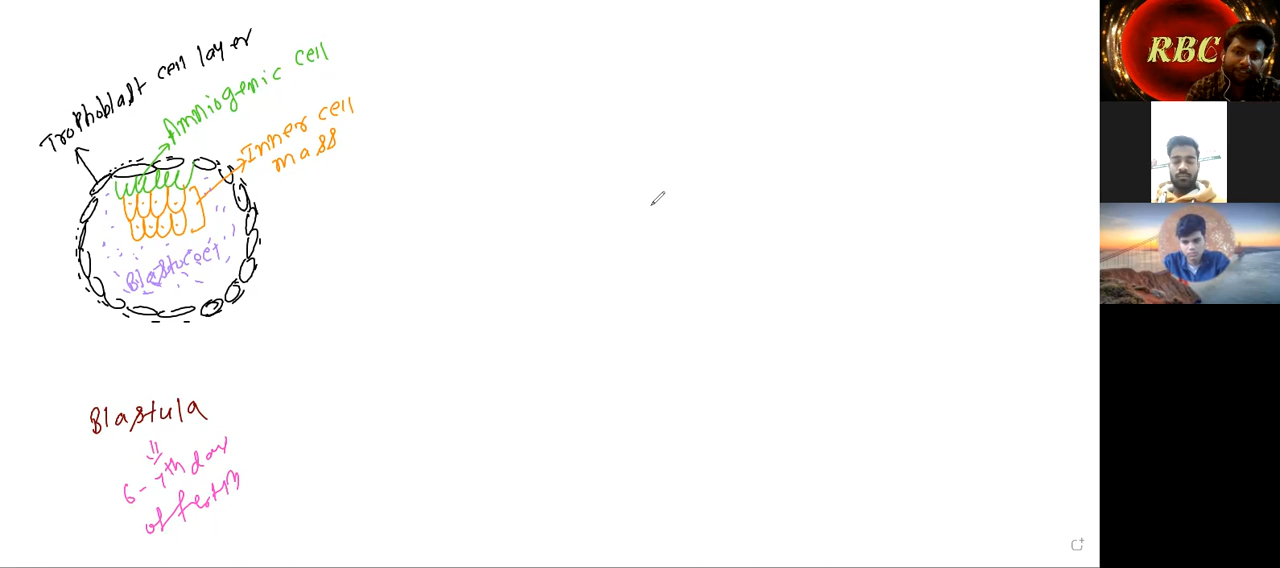 Trophoblast cell layer
Amniogenic cell
Inner cell
mass
Blastocoel
Blastula
6-7th day
of fertn
RBC